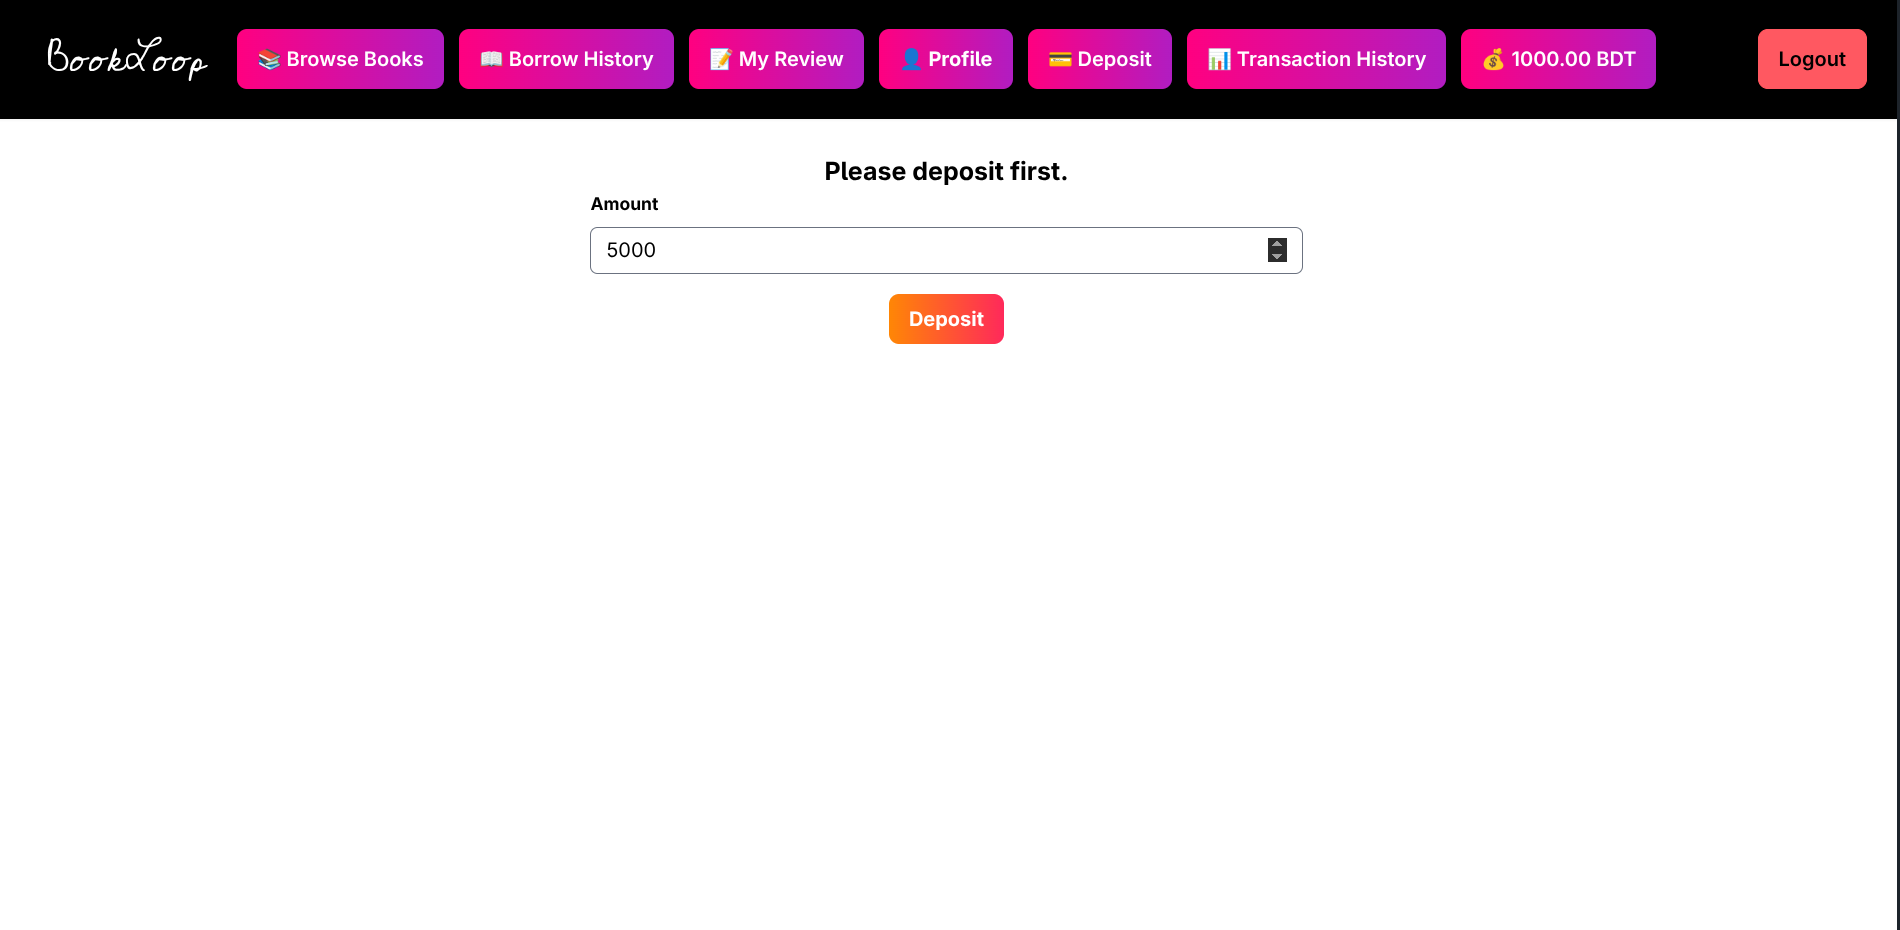 BookLoop
📚 Browse Books
📖 Borrow History
📝 My Review
👤 Profile
💳 Deposit
📊 Transaction History
💰 1000.00 BDT
Logout
Please deposit first.
Amount
5000
Deposit